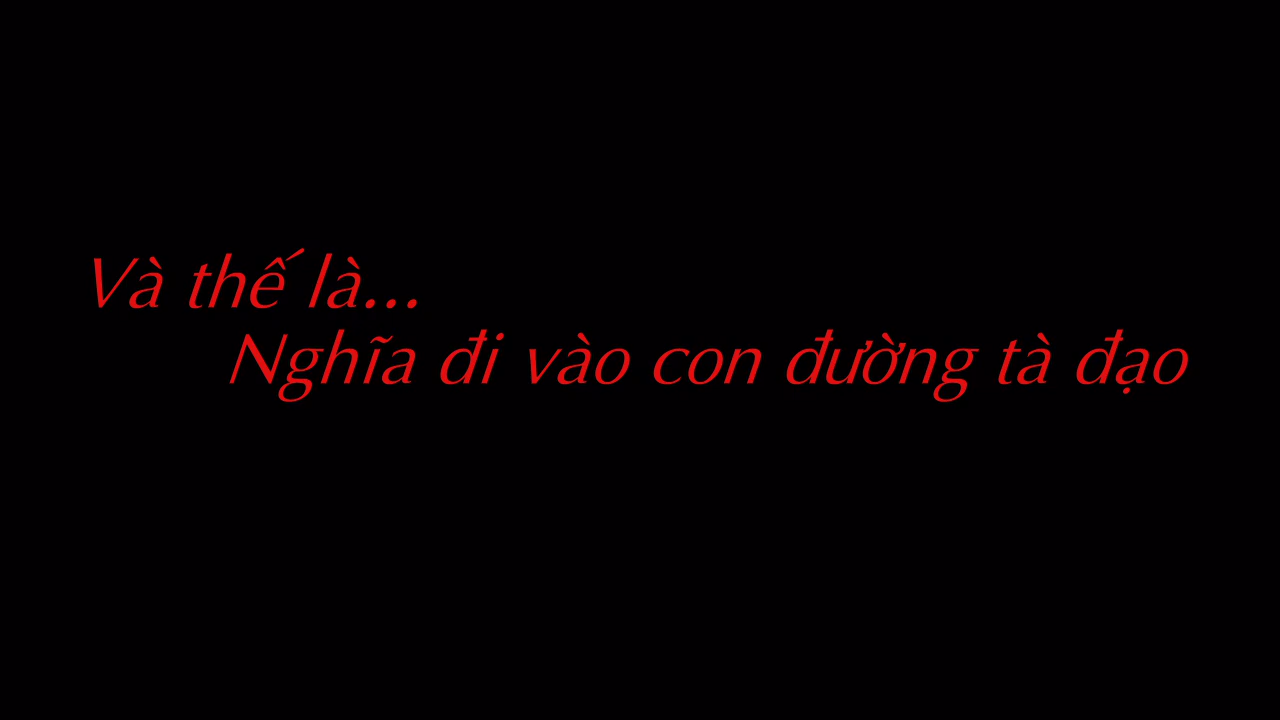 Và thế là...
Nghĩa đi vào con đường tà đạo